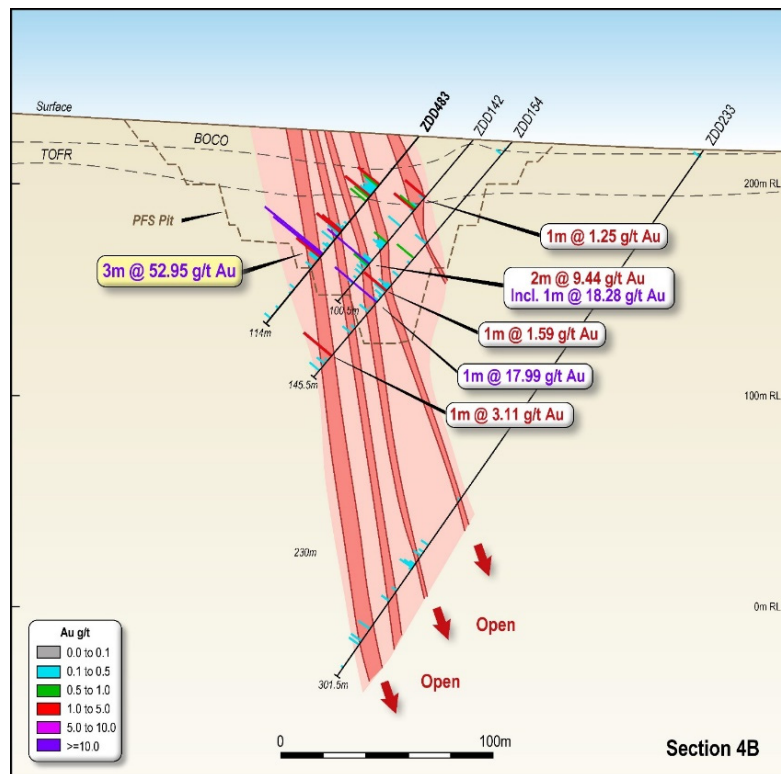 ZDD483
ZDD142
ZDD154
ZDD233
Surface
BOCO
TOFR
200m RL
PFS Pit
1m @ 1.25 g/t Au
3m @ 52.95 g/t Au
2m @ 9.44 g/t Au
Incl. 1m @ 18.28 g/t Au
100.5m
114m
1m @ 1.59 g/t Au
1m @ 17.99 g/t Au
145.5m
100m RL
1m @ 3.11 g/t Au
230m
0m RL
Open
Open
301.5m
Au g/t
0.0 to 0.1
0.1 to 0.5
0.5 to 1.0
1.0 to 5.0
5.0 to 10.0
>=10.0
0
100m
Section 4B